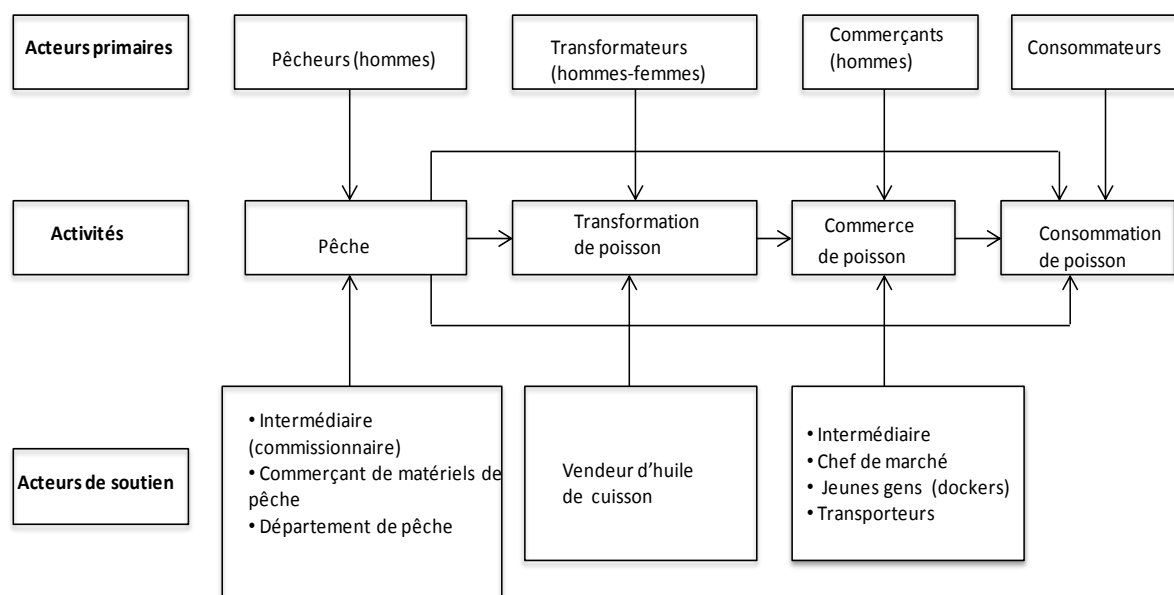 Acteurs primaires
Pêcheurs (hommes)
Transformateurs
(hommes-femmes)
Commerçants
(hommes)
Consommateurs
Activités
Pêche
Transformation
de poisson
Commerce
de poisson
Consommation
de poisson
Acteurs de soutien
• Intermédiaire
(commissionnaire)
• Commerçant de matériels de
pêche
• Département de pêche
Vendeur d'huile
de cuisson
• Intermédiaire
• Chef de marché
• Jeunes gens (dockers)
• Transporteurs